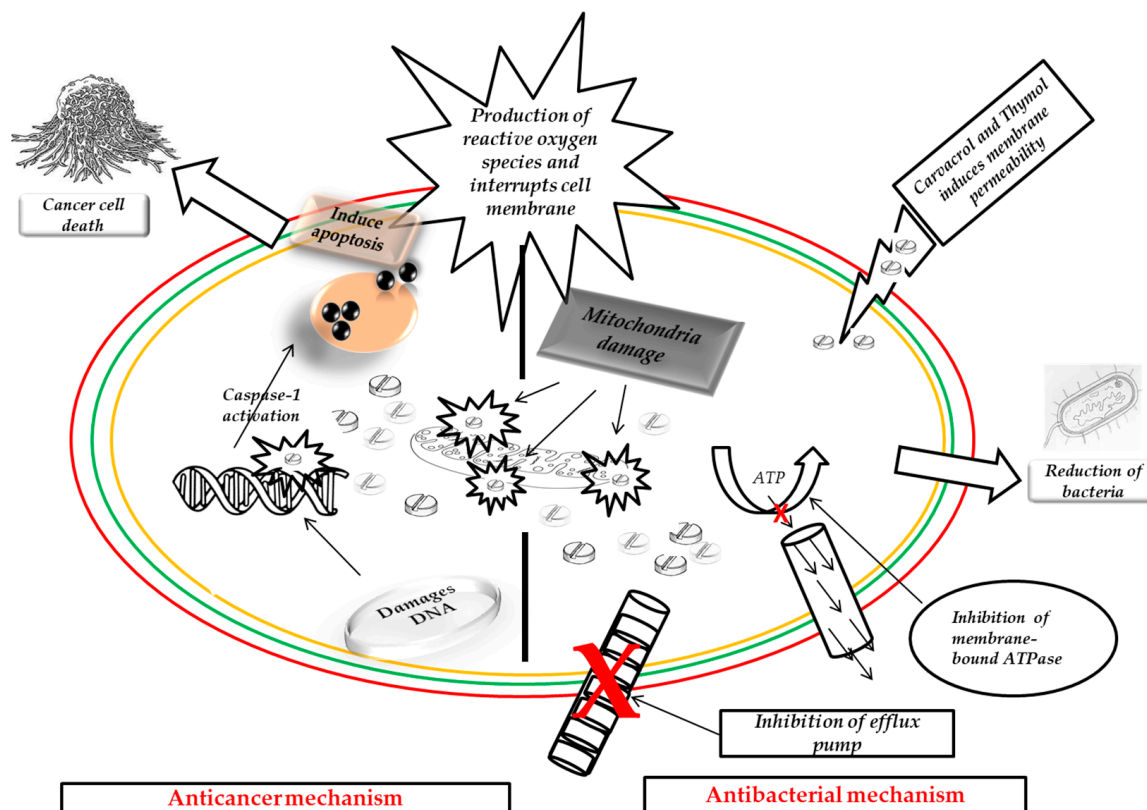 Production of
reactive oxygen
species and
interrupts cell
membrane
Carvacrol and Thymol
induces membrane
permeability
Cancer cell
death
Induce
apoptosis
Mitochondria
damage
Caspase-1
activation
ATP
X
Reduction of
bacteria
Damages
DNA
Inhibition of
membrane-
bound ATPase
X
Inhibition of efflux
pump
Anticancer mechanism
Antibacterial mechanism